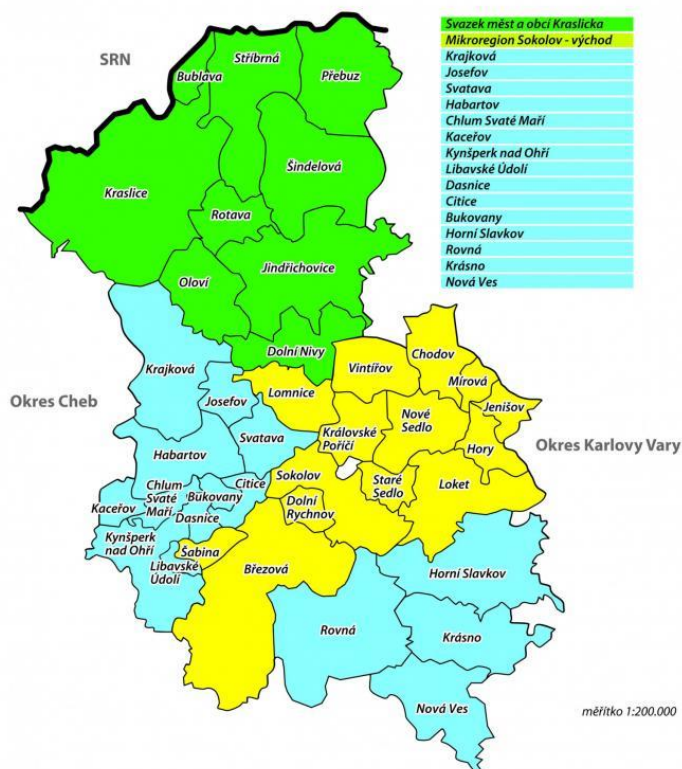 Svazek měst a obcí Kraslicka
Mikroregion Sokolov - východ
Krajková
Josefov
Svatava
Habartov
Chlum Svaté Maří
Kaceřov
Kynšperk nad Ohří
Libavské Údolí
Dasnice
Citice
Bukovany
Horní Slavkov
Rovná
Krásno
Nová Ves
SRN
Bublava
Stříbrná
Přebuz
Kraslice
Šindelová
Rotava
Oloví
Jindřichovice
Dolní Nivy
Okres Cheb
Krajková
Josefov
Lomnice
Vintířov
Chodov
Mírová
Jenišov
Nové
Sedlo
Hory
Okres Karlovy Vary
Svatava
Královské
Poříčí
Habartov
Sokolov
Staré
Sedlo
Loket
Citice
Chlum
Svaté
Maří
Bukovany
Kaceřov
Dasnice
Dolní
Rychnov
Kynšperk
nad Ohří
Šabina
Libavské
Údolí
Březová
Horní Slavkov
Rovná
Krásno
Nová Ves
měřítko 1:200.000